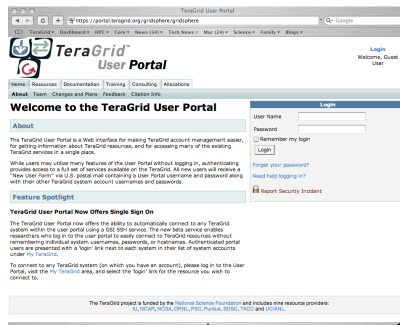 TeraGrid User Portal
https://portal.teragrid.org/gridsphere/gridsphere
Google
TeraGrid Dashboard HPC Care News (34) Tech News Mac (24) Science Family Blogs
TeraGrid™
User Portal
Login
Welcome, Guest
User
Home Resources Documentation Training Consulting Allocations
About Team Changes and Plans Feedback Citation Info
Welcome to the TeraGrid User Portal
About
The TeraGrid User Portal is a Web interface for making TeraGrid account management easier,
for getting information about TeraGrid resources, and for accessing many of the existing
TeraGrid services in a single place.
While users may utilize many features of the User Portal without logging in, authenticating
provides access to a full set of services available on the TeraGrid. All new users will receive a
"New User Form" via U.S. postal mail containing a User Portal username and password along
with their other TeraGrid system account usernames and passwords.
Feature Spotlight
TeraGrid User Portal Now Offers Single Sign On
The TeraGrid User Portal now offers the ability to automatically connect to any TeraGrid
system within the user portal using a GSI SSH service. The new beta service enables
researchers who log in to the user portal to easily connect to TeraGrid resources without
remembering individual system usernames, passwords, or hostnames. Authenticated portal
users are presented with a 'login' link next to each system in their list of system accounts
under My TeraGrid.
To connect to any TeraGrid system (on which you have an account), please log in to the User
Portal, visit the My TeraGrid area, and select the 'login' link for the resource you wish to
connect to.
Login
User Name
Password
Remember my login
Login
Forget your password?
Need help logging in?
Report Security Incident
The TeraGrid project is funded by the National Science Foundation and includes nine resource providers:
IU, NCAR, NCSA, ORNL, PSC, Purdue, SDSC, TACC and UC/ANL.